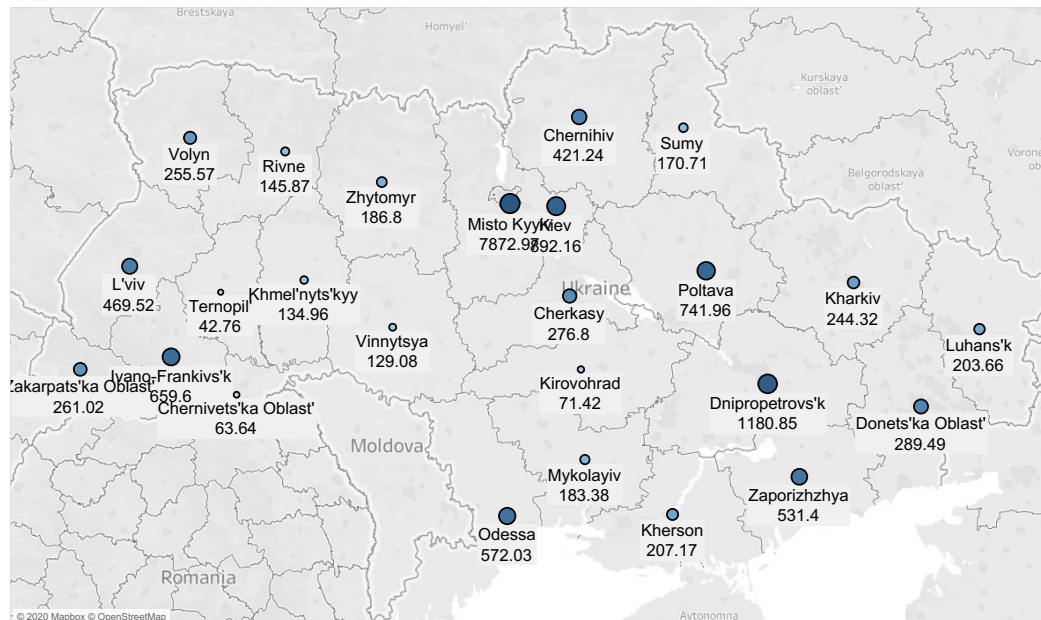 Brestskaya
Homyel'
Kurskaya
oblast'
Belgorodskaya
oblast'
Chernihiv
421.24
Sumy
170.71
Volyn
255.57
Rivne
145.87
Zhytomyr
186.8
Misto Kyyiv
Kiev
892.16
L'viv
469.52
Ternopil
42.76
Khmel'nyts'kyy
134.96
Ukraine
Cherkasy
276.8
Poltava
741.96
Kharkiv
244.32
Vinnytsya
129.08
Luhans'k
203.66
Zakarpats'ka Oblast'
261.02
Ivano-Frankivs'k
659.6
Chernivets'ka Oblast'
63.64
Kirovohrad
71.42
Dnipropetrovs'k
1180.85
Donets'ka Oblast'
289.49
Moldova
Mykolayiv
183.38
Zaporizhzhya
531.4
Odessa
572.03
Kherson
207.17
Romania
Avtonomna
© 2020 Mapbox © OpenStreetMap